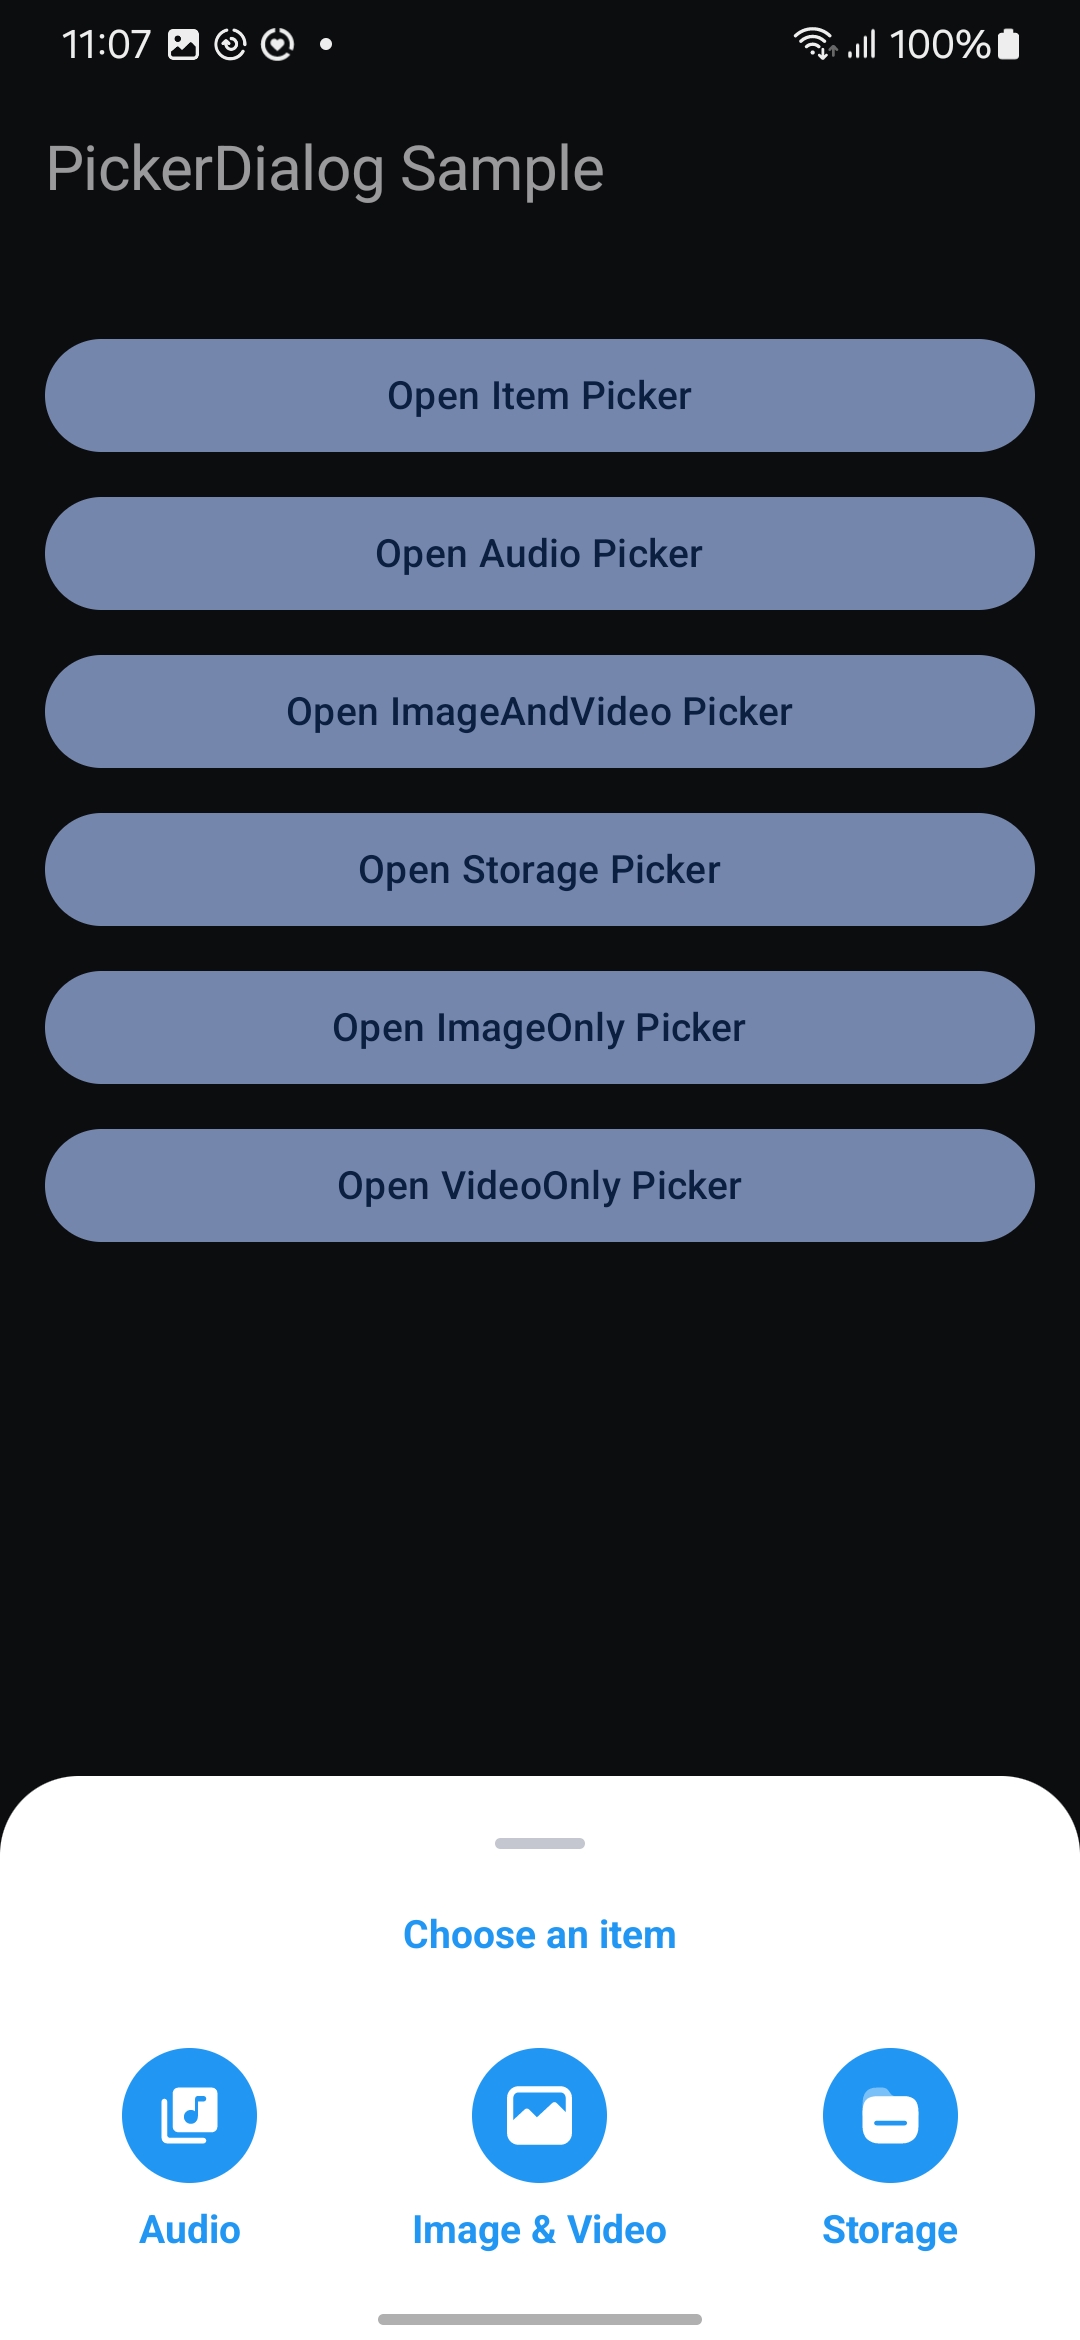 11:07 100%
PickerDialog Sample
Open Item Picker
Open Audio Picker
Open ImageAndVideo Picker
Open Storage Picker
Open ImageOnly Picker
Open VideoOnly Picker
Choose an item
Audio Image & Video Storage